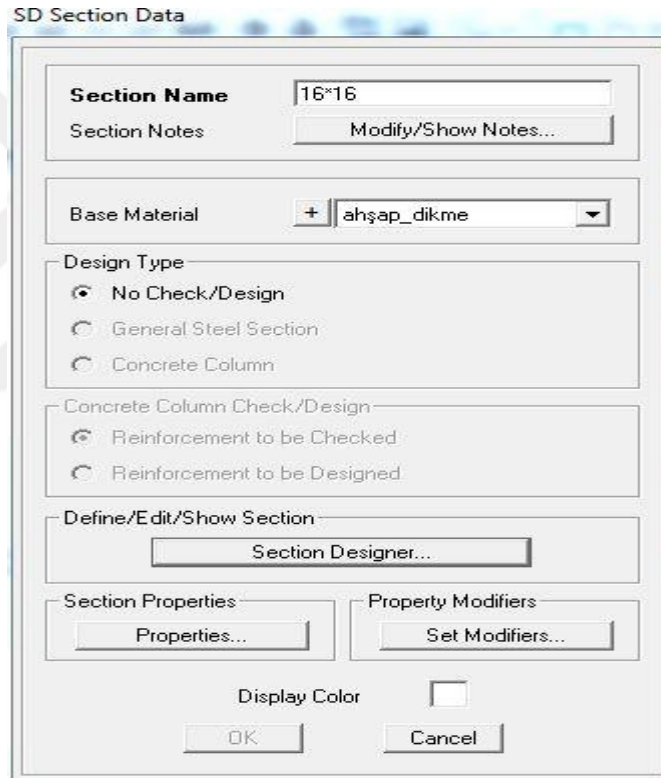 SD Section Data
Section Name 16*16
Section Notes Modify/Show Notes...
Base Material + ahşap_dikme
Design Type
No Check/Design
General Steel Section
Concrete Column
Concrete Column Check/Design
Reinforcement to be Checked
Reinforcement to be Designed
Define/Edit/Show Section
Section Designer...
Section Properties Property Modifiers
Properties... Set Modifiers...
Display Color
OK Cancel